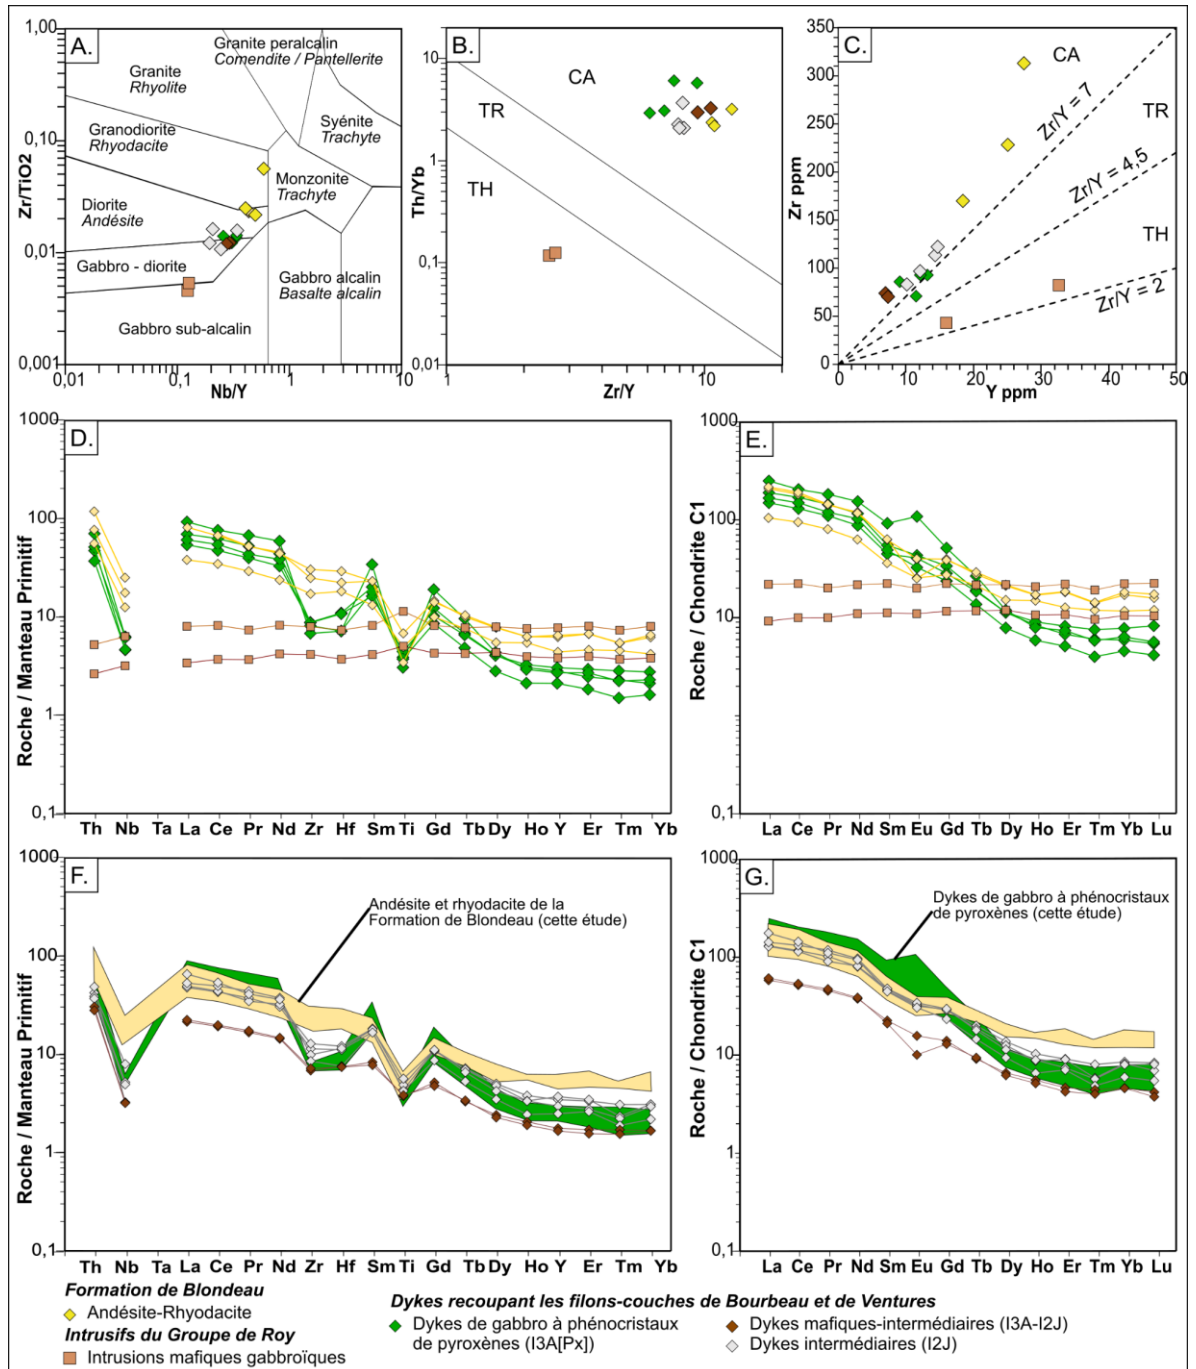 A.
1,00
0,10
0,01
0,001
Zr/TiO2
Granite peralcalin
Comendite / Pantellerite
Granite
Rhyolite
Granodiorite
Rhyodacite
Syénite
Trachyte
Monzonite
Trachyte
Diorite
Andésite
Gabbro - diorite
Gabbro alcalin
Basalte alcalin
Gabbro sub-alcalin
0,01
0,1
1
10
Nb/Y
B.
10
1
0,1
0,01
Th/Yb
CA
TR
TH
1
10
Zr/Y
C.
350
300
250
200
150
100
50
0
Zr ppm
CA
TR
TH
Zr/Y = 7
Zr/Y = 4,5
Zr/Y = 2
0
10
20
30
40
50
Y ppm
D.
1000
100
10
1
0,1
Roche / Manteau Primitif
Th Nb Ta La Ce Pr Nd Zr Hf Sm Ti Gd Tb Dy Ho Y Er Tm Yb
E.
1000
100
10
1
0,1
Roche / Chondrite C1
La Ce Pr Nd Sm Eu Gd Tb Dy Ho Er Tm Yb Lu
F.
1000
100
10
1
0,1
Roche / Manteau Primitif
Andésite et rhyodacite de la
Formation de Blondeau (cette étude)
Th Nb Ta La Ce Pr Nd Zr Hf Sm Ti Gd Tb Dy Ho Y Er Tm Yb
G.
1000
100
10
1
0,1
Roche / Chondrite C1
Dykes de gabbro à phénocristaux
de pyroxènes (cette étude)
La Ce Pr Nd Sm Eu Gd Tb Dy Ho Er Tm Yb Lu
Formation de Blondeau
Andésite-Rhyodacite
Intrusifs du Groupe de Roy
Intrusions mafiques gabbroïques
Dykes recoupant les filons-couches de Bourbeau et de Ventures
Dykes de gabbro à phénocristaux
de pyroxènes (I3A[Px])
Dykes mafiques-intermédiaires (I3A-I2J)
Dykes intermédiaires (I2J)